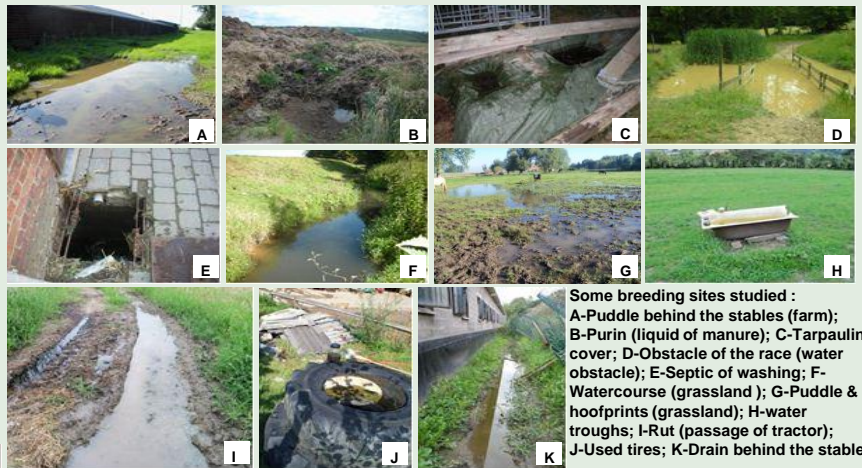 A
B
C
D
E
F
G
H
I
J
K
Some breeding sites studied :
A-Puddle behind the stables (farm);
B-Purin (liquid of manure); C-Tarpaulin
cover; D-Obstacle of the race (water
obstacle); E-Septic of washing; F-
Watercourse (grassland ); G-Puddle &
hoofprints (grassland); H-water
troughs; I-Rut (passage of tractor);
J-Used tires; K-Drain behind the stable